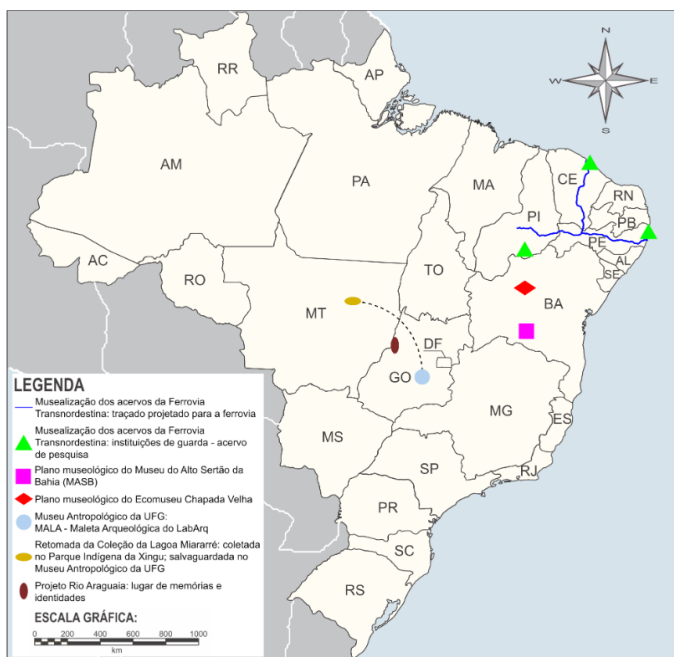 N
W
E
S
RR
AP
AM
PA
MA
CE
RN
PB
PI
PE
AL
SE
AC
RO
TO
BA
MT
DF
GO
MG
ES
MS
SP
RJ
PR
SC
RS
LEGENDA
Musealização dos acervos da Ferrovia
Transnordestina: traçado projetado para a ferrovia
Musealização dos acervos da Ferrovia
Transnordestina: instituições de guarda - acervo
de pesquisa
Plano museológico do Museu do Alto Sertão da
Bahia (MASB)
Plano museológico do Ecomuseu Chapada Velha
Museu Antropológico da UFG:
MALA - Maleta Arqueológica do LabArq
Retomada da Coleção da Lagoa Miararré: coletada
no Parque Indígena da Xingu; salvaguardada no
Museu Antropológico da UFG
Projeto Rio Araguaia: lugar de memórias e
identidades
ESCALA GRÁFICA:
0 200 400 600 800 1000
km